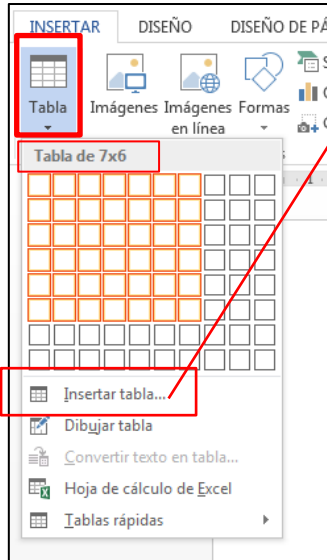 INSERTAR DISEÑO DISEÑO DE PÁ
Tabla Imágenes Imágenes Formas
en línea
Tabla de 7x6
Insertar tabla...
Dibujar tabla
Convertir texto en tabla...
Hoja de cálculo de Excel
Tablas rápidas